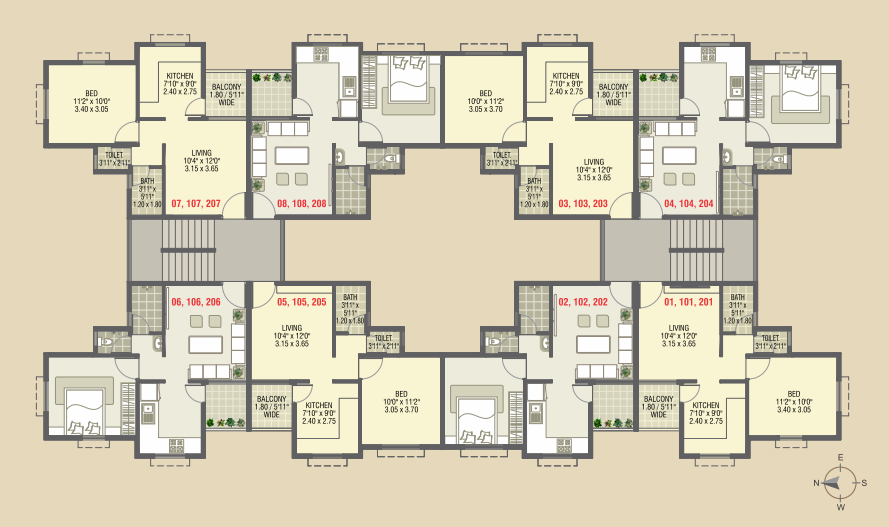 BED
11'2" x 10'0"
3.40 x 3.05
KITCHEN
7'10" x 9'0"
2.40 x 2.75
BALCONY
1.80 / 5'11"
WIDE
LIVING
10'4" x 12'0"
3.15 x 3.65
TOILET
3'11" x 2'11"
BATH
3'11" x
5'11"
1.20 x 1.80
07, 107, 207
08, 108, 208
BED
10'0" x 11'2"
3.05 x 3.70
KITCHEN
7'10" x 9'0"
2.40 x 2.75
BALCONY
1.80 / 5'11"
WIDE
LIVING
10'4" x 12'0"
3.15 x 3.65
TOILET
3'11" x 2'11"
BATH
3'11" x
5'11"
1.20 x 1.80
03, 103, 203
04, 104, 204
06, 106, 206
05, 105, 205
LIVING
10'4" x 12'0"
3.15 x 3.65
BATH
3'11" x
5'11"
1.20 x 1.80
TOILET
3'11" x 2'11"
BALCONY
1.80 / 5'11"
WIDE
KITCHEN
7'10" x 9'0"
2.40 x 2.75
BED
10'0" x 11'2"
3.05 x 3.70
02, 102, 202
01, 101, 201
LIVING
10'4" x 12'0"
3.15 x 3.65
BATH
3'11" x
5'11"
1.20 x 1.80
TOILET
3'11" x 2'11"
BALCONY
1.80 / 5'11"
WIDE
KITCHEN
7'10" x 9'0"
2.40 x 2.75
BED
11'2" x 10'0"
3.40 x 3.05
E
N S
W